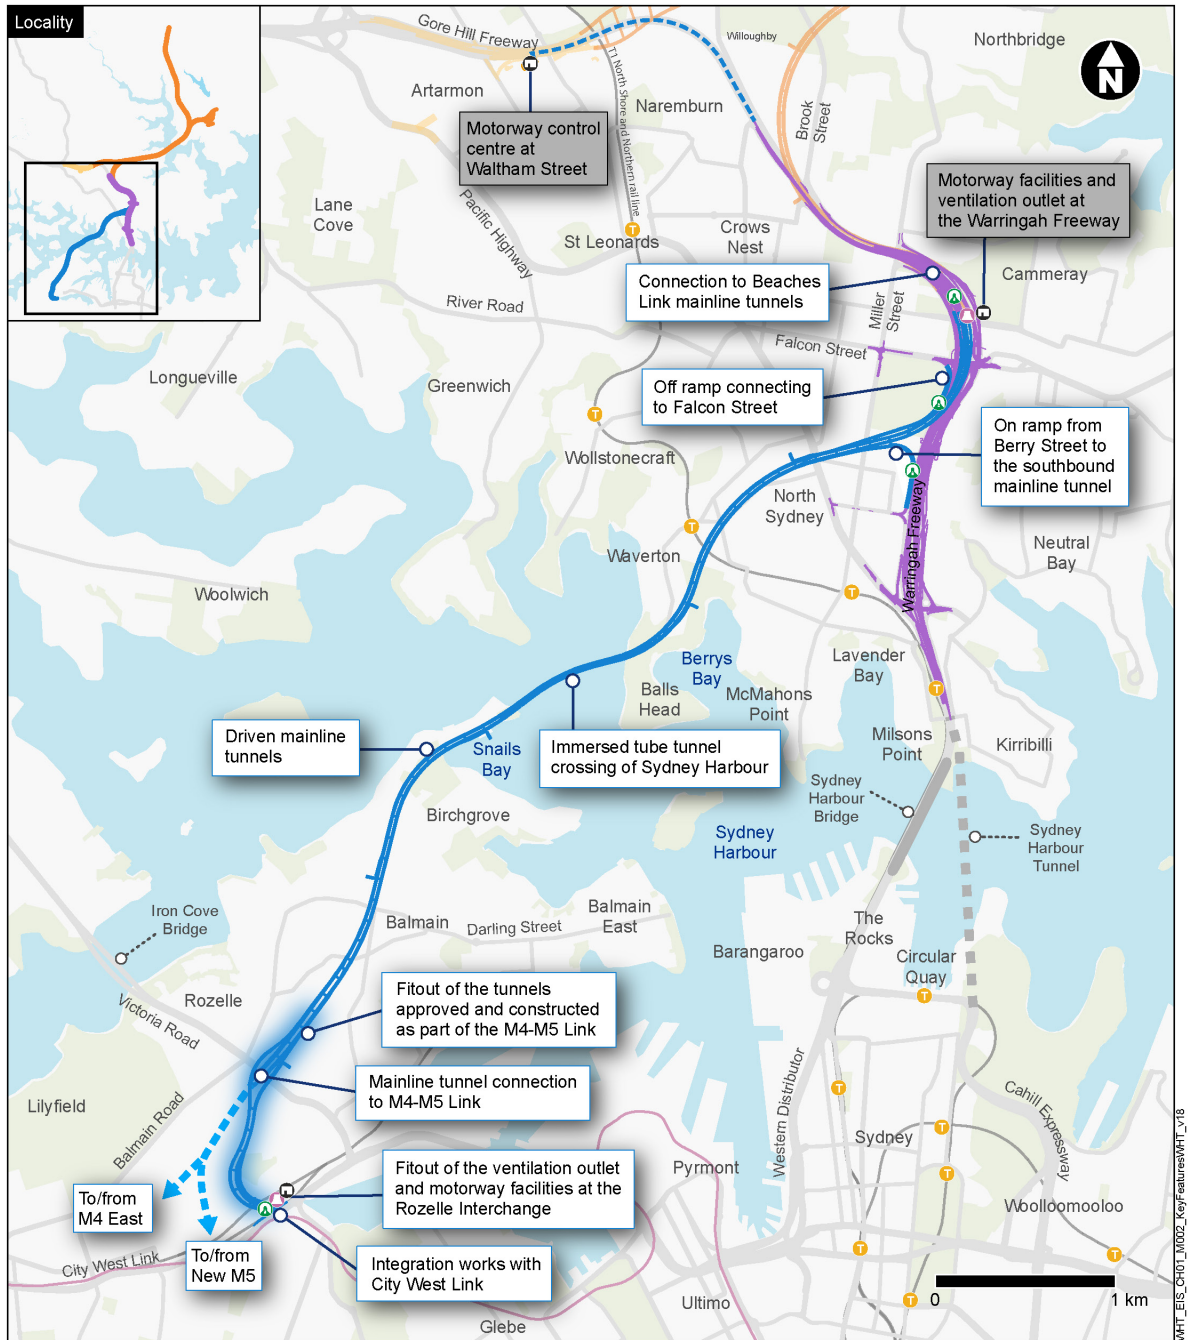 Locality
Gore Hill Freeway
Willoughby
Northbridge
N
Artarmon
T1 North Shore and Northern rail line
Naremburn
Brook
Street
Motorway control
centre at
Waltham Street
Motorway facilities and
ventilation outlet at
the Warringah Freeway
Lane
Cove
Pacific Highway
T
St Leonards
Crows
Nest
Cammeray
Connection to Beaches
Link mainline tunnels
Miller
Street
River Road
Falcon Street
Longueville
Greenwich
Off ramp connecting
to Falcon Street
T
On ramp from
Berry Street to
the southbound
mainline tunnel
Wollstonecraft
North
Sydney
T
Waverton
Warringah Freeway
Neutral
Bay
Woolwich
T
Berrys
Bay
Lavender
Bay
Balls
Head
McMahons
Point
T
Driven mainline
tunnels
Snails
Bay
Immersed tube tunnel
crossing of Sydney Harbour
Milsons
Point
Kirribilli
Sydney
Harbour
Bridge
Birchgrove
Sydney
Harbour
Sydney
Harbour
Tunnel
Iron Cove
Bridge
Balmain
Darling Street
Balmain
East
The
Rocks
Barangaroo
Circular
Quay
T
Victoria Road
Rozelle
Fitout of the tunnels
approved and constructed
as part of the M4-M5 Link
Mainline tunnel connection
to M4-M5 Link
Lilyfield
Balmain Road
Western Distributor
T
Cahill Expressway
Sydney
T
Fitout of the ventilation outlet
and motorway facilities at the
Rozelle Interchange
Pyrmont
T
To/from
M4 East
Woolloomooloo
City West Link
To/from
New M5
Integration works with
City West Link
T
T
0
1 km
Ultimo
T
Glebe
WHT_EIS_CH01_M002_KeyFeaturesWHT_v18